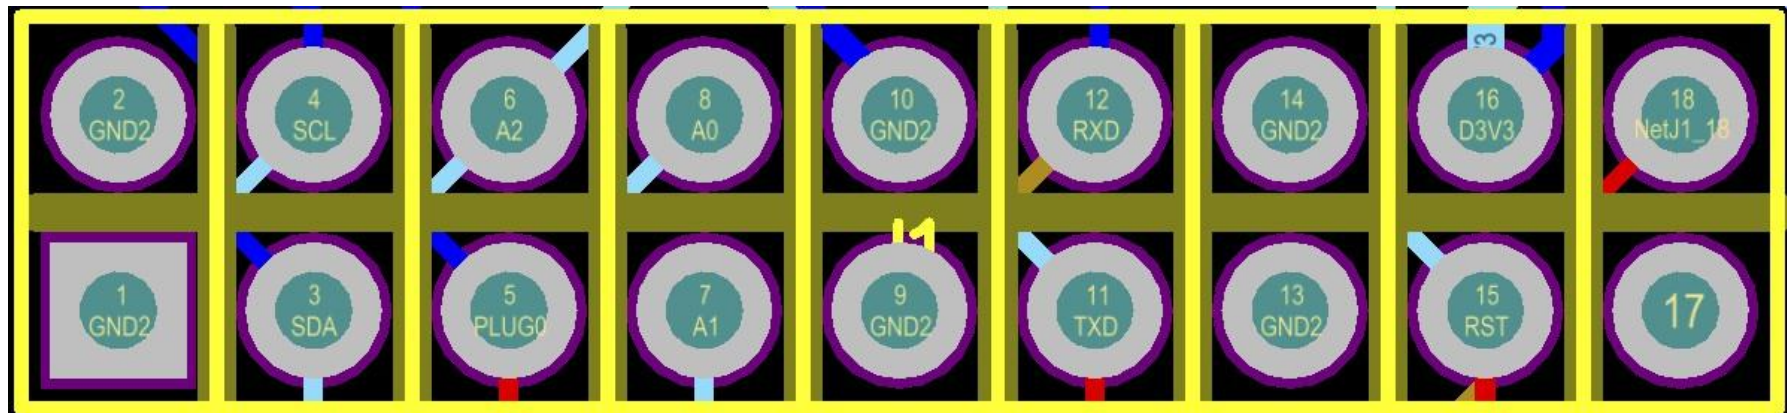 2
GND2
4
SCL
6
A2
8
A0
10
GND2
12
RXD
14
GND2
16
D3V3
18
NetJ1_18
J1
1
GND2
3
SDA
5
PLUG0
7
A1
9
GND2
11
TXD
13
GND2
15
RST
17